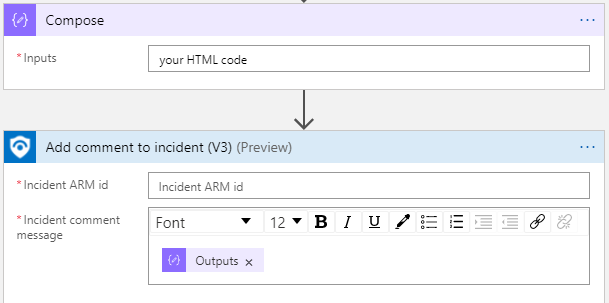 Compose
...
* Inputs
your HTML code
Add comment to incident (V3) (Preview)
...
* Incident ARM id
Incident ARM id
* Incident comment
message
Font 12 B I U
Outputs ×